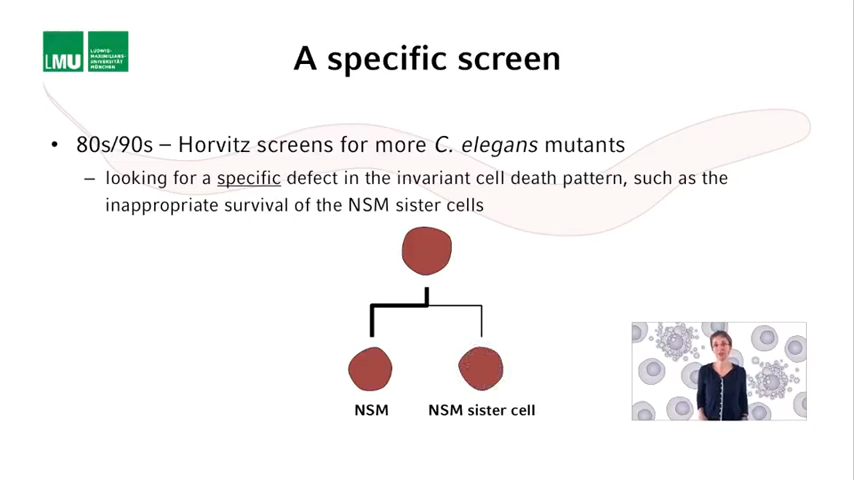 LMU
LUDWIG-
MAXIMILIANS-
UNIVERSITÄT
MÜNCHEN
A specific screen
• 80s/90s – Horvitz screens for more C. elegans mutants
– looking for a specific defect in the invariant cell death pattern, such as the
inappropriate survival of the NSM sister cells
NSM
NSM sister cell